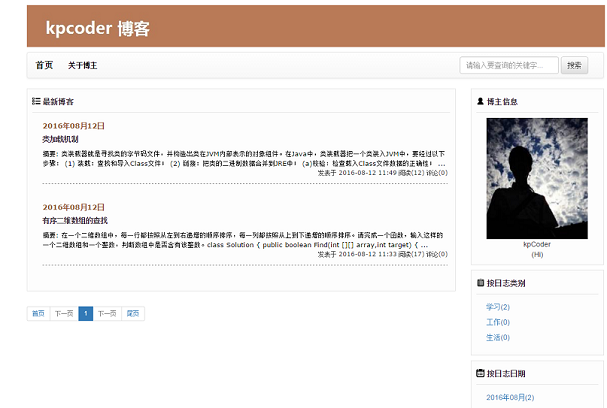 kpcoder 博客
首页 关于博主
请输入要查询的关键字... 搜索
最新博客
2016年08月12日
类加载机制
摘要: 类装载器就是寻找类的字节码文件，并构造出类在JVM内部表示的对象组件。在Java中，类装载器把一个类装入JVM中，要经过以下
步骤： (1) 装载：查找和导入Class文件； (2) 链接：把类的二进制数据合并到JRE中； (a)校验：检查载入Class文件数据的正确性； ...
发表于 2016-08-12 11:49 阅读(12) 评论(0)
2016年08月12日
有序二维数组的查找
摘要: 在一个二维数组中，每一行都按照从左到右递增的顺序排序，每一列都按照从上到下递增的顺序排序。请完成一个函数，输入这样的
一个二维数组和一个整数，判断数组中是否含有该整数。class Solution { public boolean Find(int [][] array,int target) { ...
发表于 2016-08-12 11:33 阅读(17) 评论(0)
首页 下一页 1 下一页 尾页
博主信息
kpCoder
(Hi)
按日志类别
学习(2)
工作(0)
生活(0)
按日志日期
2016年08月(2)